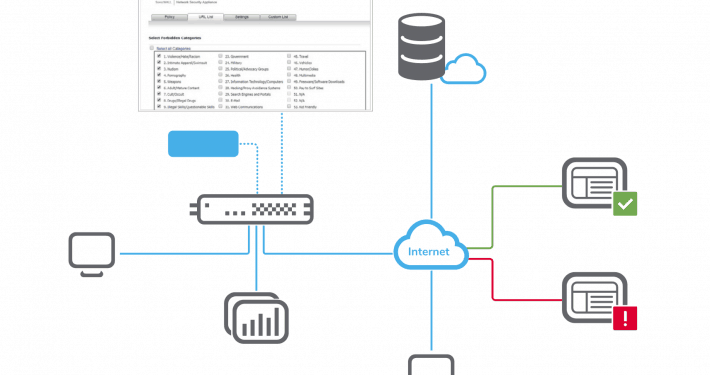 Network Security Appliance
Policy
URL List
Settings
Custom List
Select Forbidden Categories
Select all Categories
1. Violence/Hate/Racism
2. Intimate Apparel/Swimsuit
3. Nudism
4. Pornography
5. Weapons
6. Adult/Mature Content
7. Cult/Occult
8. Drugs/Illegal Drugs
9. Illegal Skills/Questionable Skills
23. Government
24. Military
25. Political/Advocacy Groups
26. Health
27. Information Technology/Computers
28. Hacking/Proxy Avoidance Systems
29. Search Engines and Portals
30. E-Mail
31. Web Communications
45. Travel
46. Vehicles
47. Humor/Jokes
48. Multimedia
49. Freeware/Software Downloads
50. Pay to Surf Sites
51. N/A
52. N/A
53. Kid Friendly
Internet